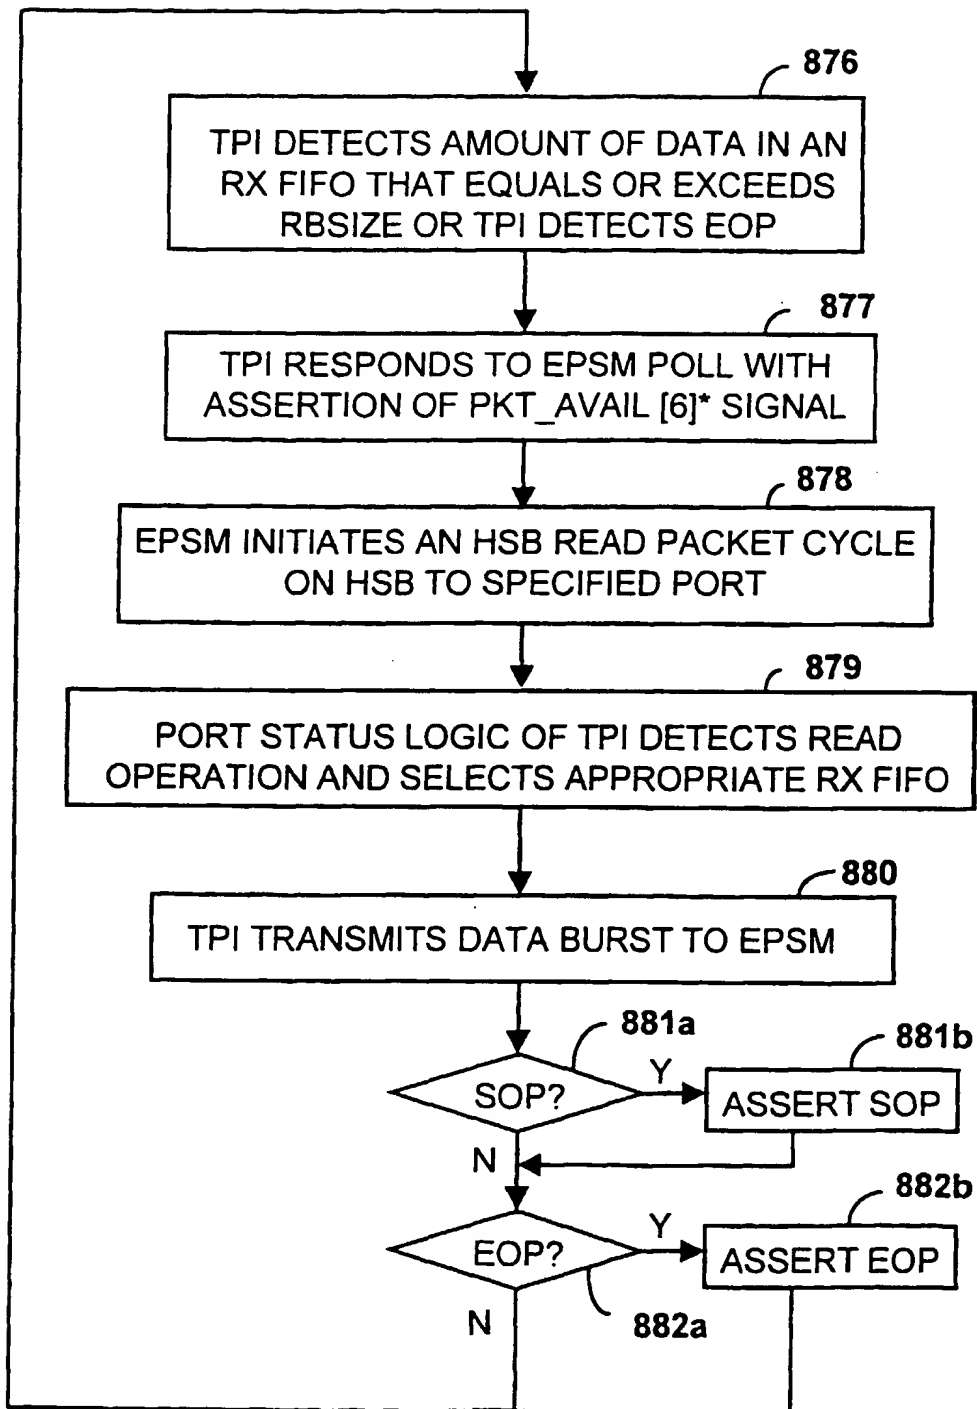 876
TPI DETECTS AMOUNT OF DATA IN AN
RX FIFO THAT EQUALS OR EXCEEDS
RBSIZE OR TPI DETECTS EOP
877
TPI RESPONDS TO EPSM POLL WITH
ASSERTION OF PKT_AVAIL [6]* SIGNAL
878
EPSM INITIATES AN HSB READ PACKET CYCLE
ON HSB TO SPECIFIED PORT
879
PORT STATUS LOGIC OF TPI DETECTS READ
OPERATION AND SELECTS APPROPRIATE RX FIFO
880
TPI TRANSMITS DATA BURST TO EPSM
881a
881b
SOP?
Y
ASSERT SOP
N
882b
EOP?
Y
ASSERT EOP
N
882a